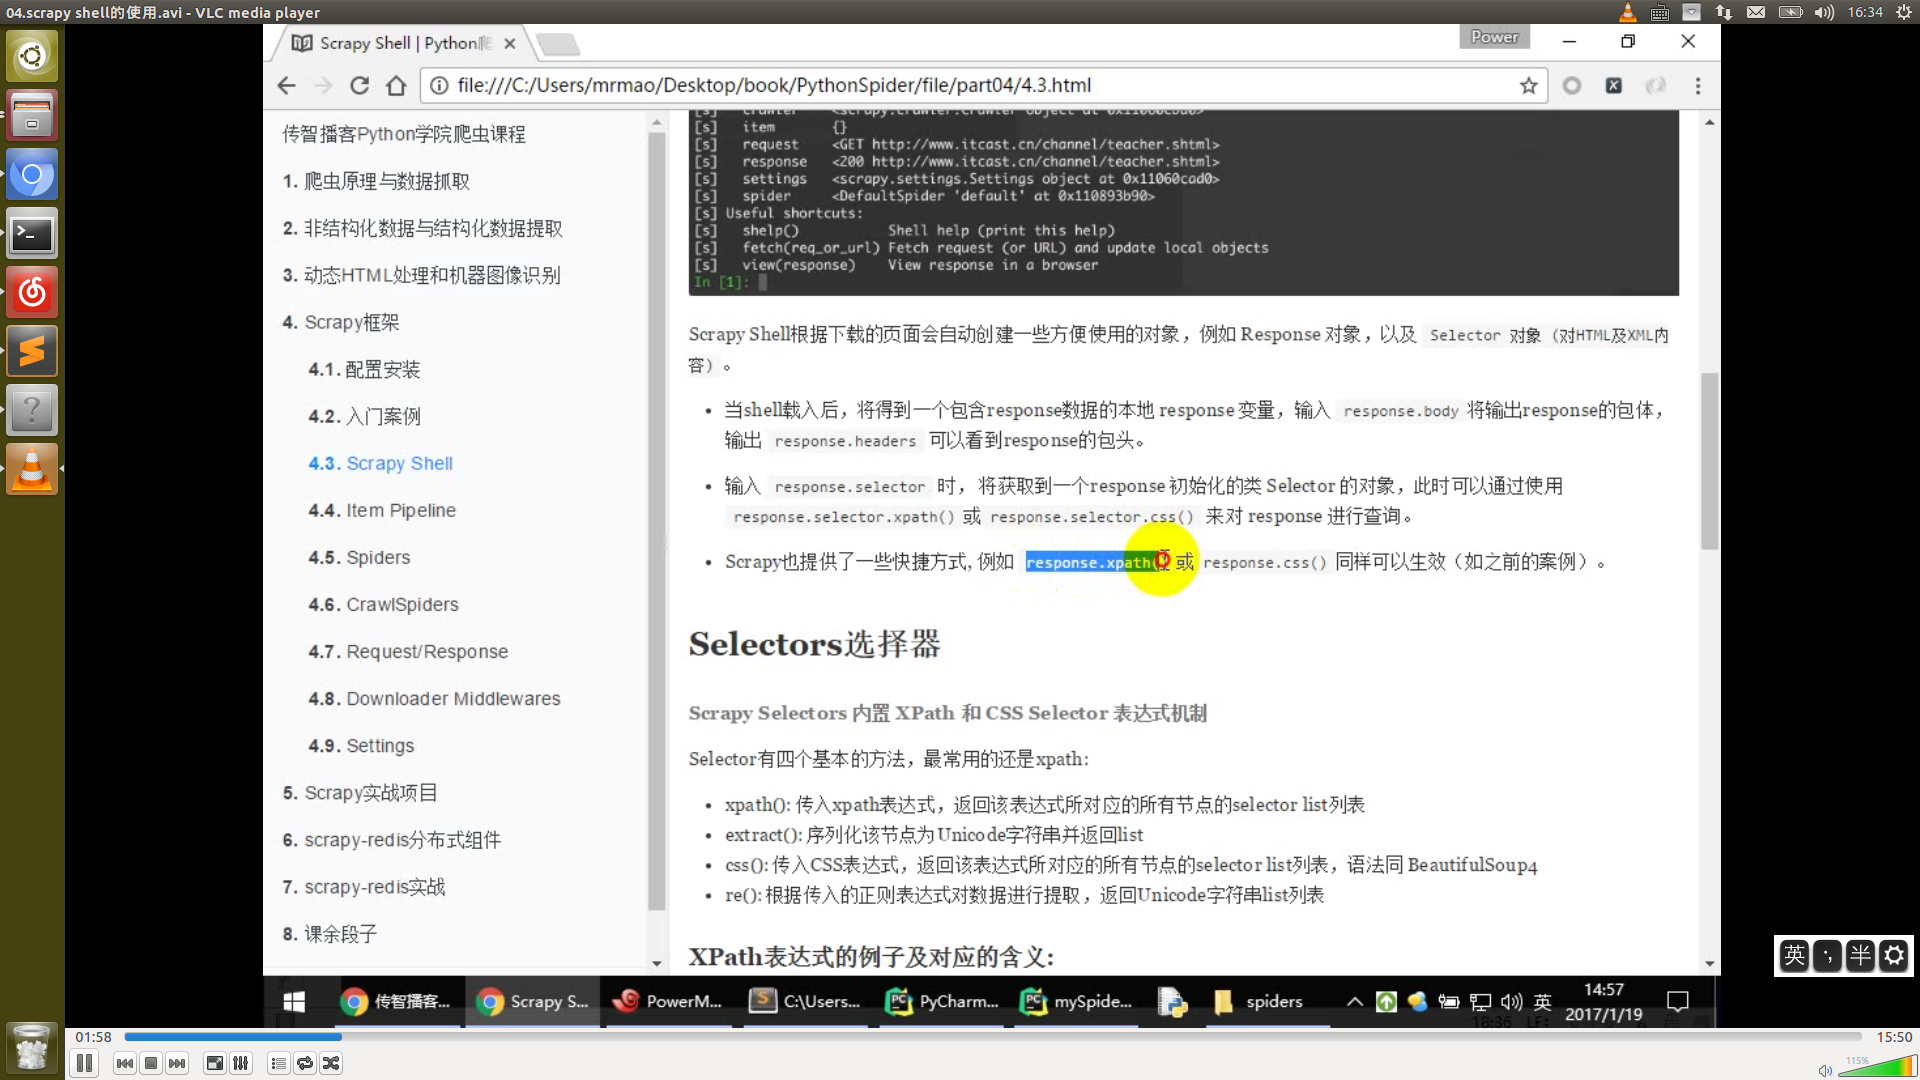 04.scrapy shell的使用.avi - VLC media player
16:34
Scrapy Shell | Python爬
Power
file:///C:/Users/mrmao/Desktop/book/PythonSpider/file/part04/4.3.html
传智播客Python学院爬虫课程
1. 爬虫原理与数据抓取
2. 非结构化数据与结构化数据提取
3. 动态HTML处理和机器图像识别
4. Scrapy框架
4.1. 配置安装
4.2. 入门案例
4.3. Scrapy Shell
4.4. Item Pipeline
4.5. Spiders
4.6. CrawlSpiders
4.7. Request/Response
4.8. Downloader Middlewares
4.9. Settings
5. Scrapy实战项目
6. scrapy-redis分布式组件
7. scrapy-redis实战
8. 课余段子
[s] crawler <scrapy.crawler.Crawler object at 0x11060cad0>
[s] item {}
[s] request <GET http://www.itcast.cn/channel/teacher.shtml>
[s] response <200 http://www.itcast.cn/channel/teacher.shtml>
[s] settings <scrapy.settings.Settings object at 0x11060cad0>
[s] spider <DefaultSpider 'default' at 0x110893b90>
[s] Useful shortcuts:
[s] shelp() Shell help (print this help)
[s] fetch(req_or_url) Fetch request (or URL) and update local objects
[s] view(response) View response in a browser
In [1]:
Scrapy Shell根据下载的页面会自动创建一些方便使用的对象，例如 Response 对象，以及 Selector 对象（对HTML及XML内
容）。
• 当shell载入后，将得到一个包含response数据的本地 response 变量，输入 response.body 将输出response的包体，
输出 response.headers 可以看到response的包头。
• 输入 response.selector 时，将获取到一个response 初始化的类 Selector 的对象，此时可以通过使用
response.selector.xpath() 或 response.selector.css() 来对 response 进行查询。
• Scrapy也提供了一些快捷方式, 例如 response.xpath() 或 response.css() 同样可以生效（如之前的案例）。
Selectors选择器
Scrapy Selectors 内置 XPath 和 CSS Selector 表达式机制
Selector有四个基本的方法，最常用的还是xpath:
• xpath(): 传入xpath表达式，返回该表达式所对应的所有节点的selector list列表
• extract(): 序列化该节点为Unicode字符串并返回list
• css(): 传入CSS表达式，返回该表达式所对应的所有节点的selector list列表，语法同 BeautifulSoup4
• re(): 根据传入的正则表达式对数据进行提取，返回Unicode字符串list列表
XPath表达式的例子及对应的含义:
英 半
传智播客... Scrapy S... PowerM... C:\Users... PyCharm... mySpide... spiders 英
14:57
2017/1/19
01:58
15:50
115%